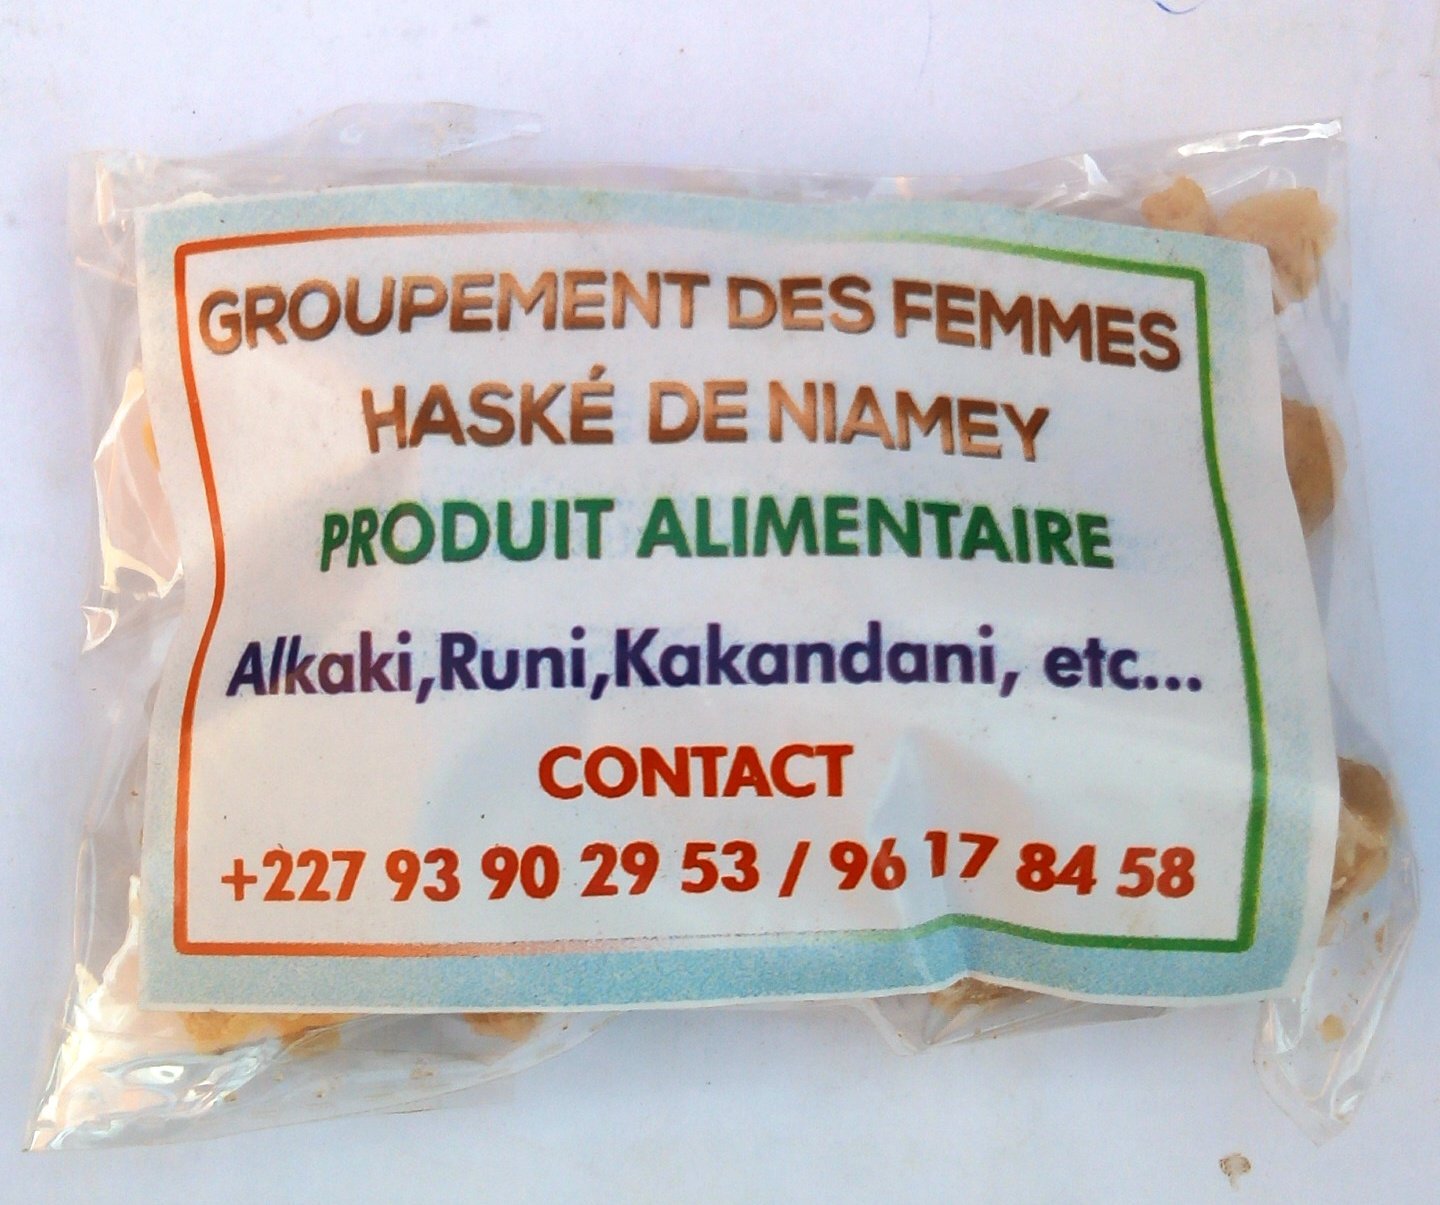 GROUPEMENT DES FEMMES
HASKÉ DE NIAMEY
PRODUIT ALIMENTAIRE
Alkaki,Runi,Kakandani, etc...
CONTACT
+227 93 90 29 53 / 96 17 84 58